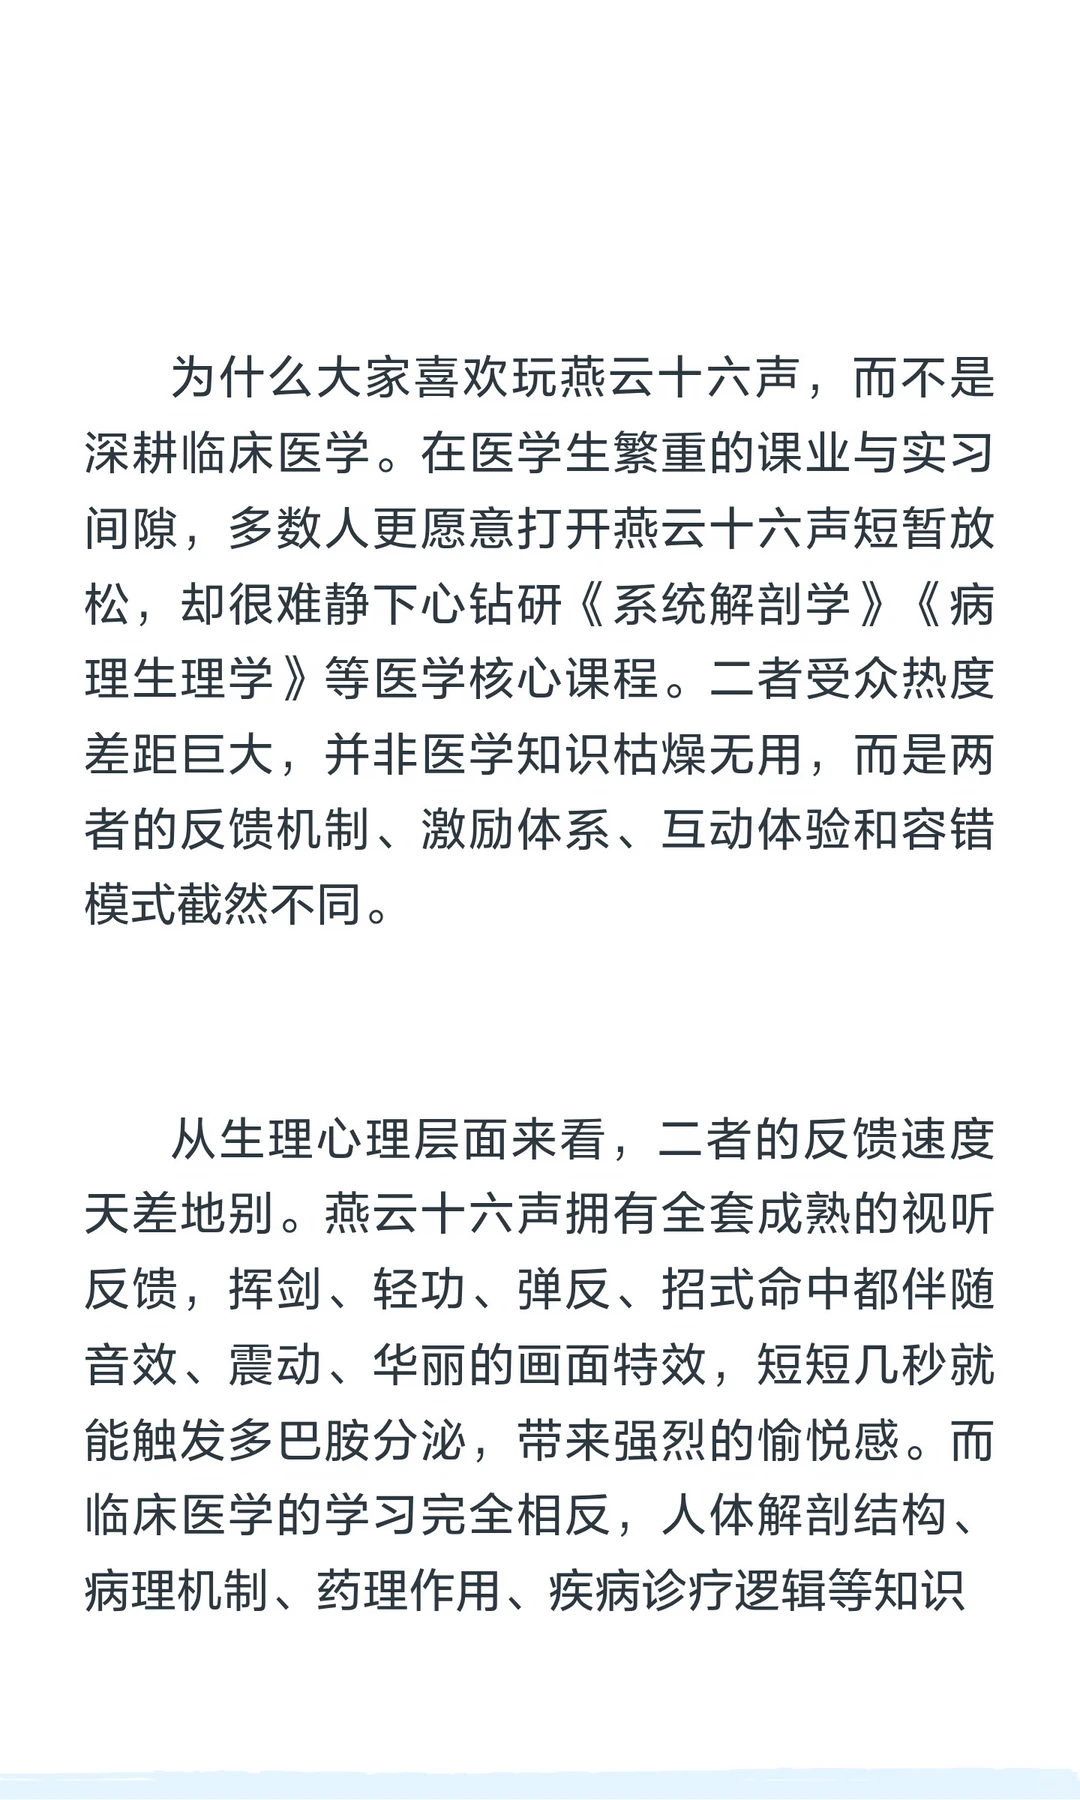 为什么大家喜欢玩燕云十六声，而不是
深耕临床医学。在医学生繁重的课业与实习
间隙，多数人更愿意打开燕云十六声短暂放
松，却很难静下心钻研《系统解剖学》《病
理生理学》等医学核心课程。二者受众热度
差距巨大，并非医学知识枯燥无用，而是两
者的反馈机制、激励体系、互动体验和容错
模式截然不同。
从生理心理层面来看，二者的反馈速度
天差地别。燕云十六声拥有全套成熟的视听
反馈，挥剑、轻功、弹反、招式命中都伴随
音效、震动、华丽的画面特效，短短几秒就
能触发多巴胺分泌，带来强烈的愉悦感。而
临床医学的学习完全相反，人体解剖结构、
病理机制、药理作用、疾病诊疗逻辑等知识